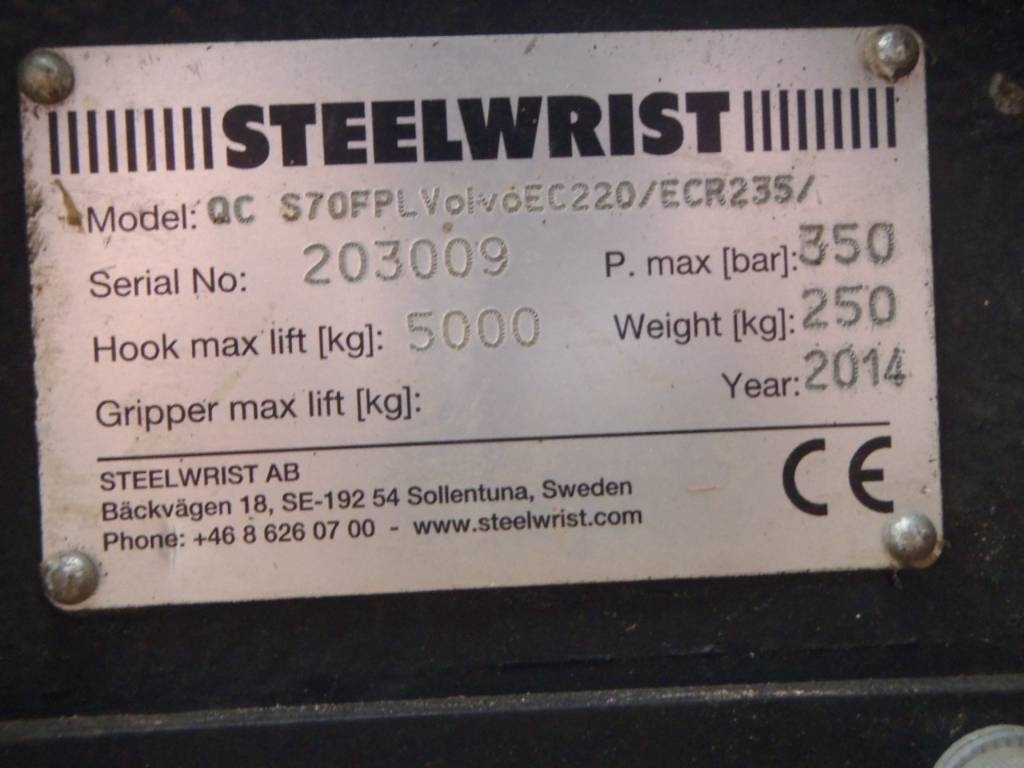 STEELWRIST
Model: QC S70FPLVolvoEC220/ECR235/
Serial No: 203009 P. max [bar]: 350
Hook max lift [kg]: 5000 Weight [kg]: 250
Gripper max lift [kg]: Year: 2014
STEELWRIST AB
Bäckvägen 18, SE-192 54 Sollentuna, Sweden
Phone: +46 8 626 07 00 - www.steelwrist.com
CE